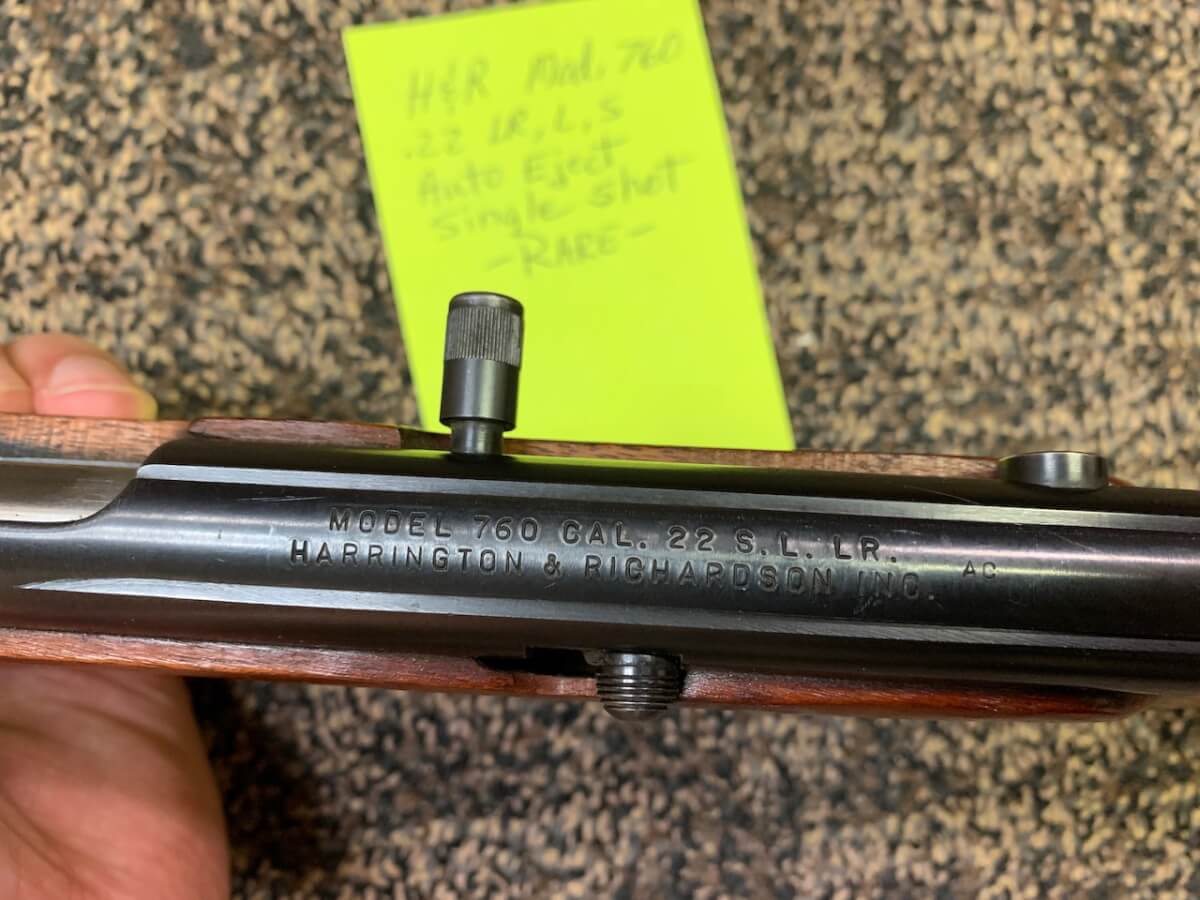 H&R Mod. 760
.22 LR, L, S
Auto Eject
single shot
-RARE-
MODEL 760 CAL. 22 S. L. LR.
HARRINGTON & RICHARDSON INC. AC